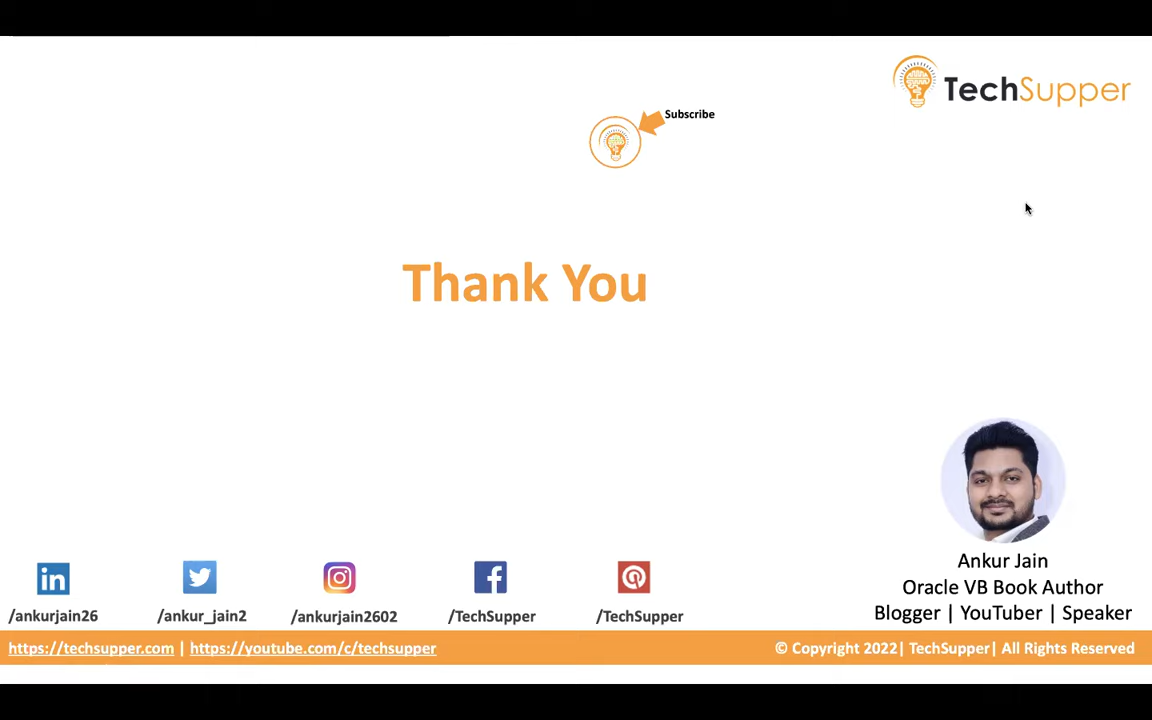 TechSupper
Subscribe
Thank You
Ankur Jain
Oracle VB Book Author
Blogger | YouTuber | Speaker
/ankurjain26
/ankur_jain2
/ankurjain2602
/TechSupper
/TechSupper
https://techsupper.com | https://youtube.com/c/techsupper
© Copyright 2022| TechSupper| All Rights Reserved